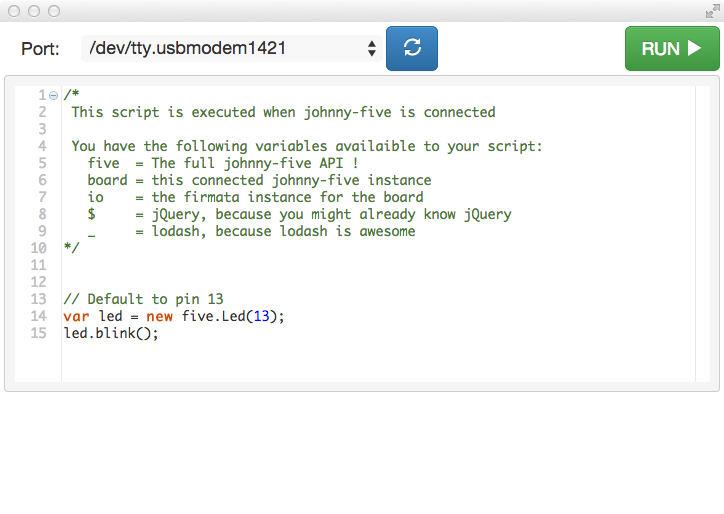 Port: /dev/tty.usbmodem1421 RUN
1 /*
2 This script is executed when johnny-five is connected
3
4 You have the following variables availaible to your script:
5 five = The full johnny-five API !
6 board = this connected johnny-five instance
7 io = the firmata instance for the board
8 $ = jQuery, because you might already know jQuery
9 _ = lodash, because lodash is awesome
10 */
11
12
13 // Default to pin 13
14 var led = new five.Led(13);
15 led.blink();